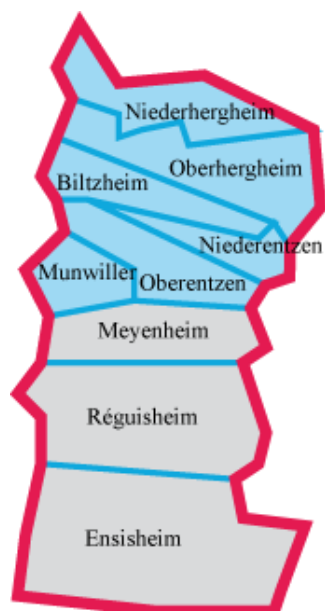 Niederhergheim
Oberhergheim
Biltzheim
Niederentzen
Munwiller
Oberentzen
Meyenheim
Réguisheim
Ensisheim